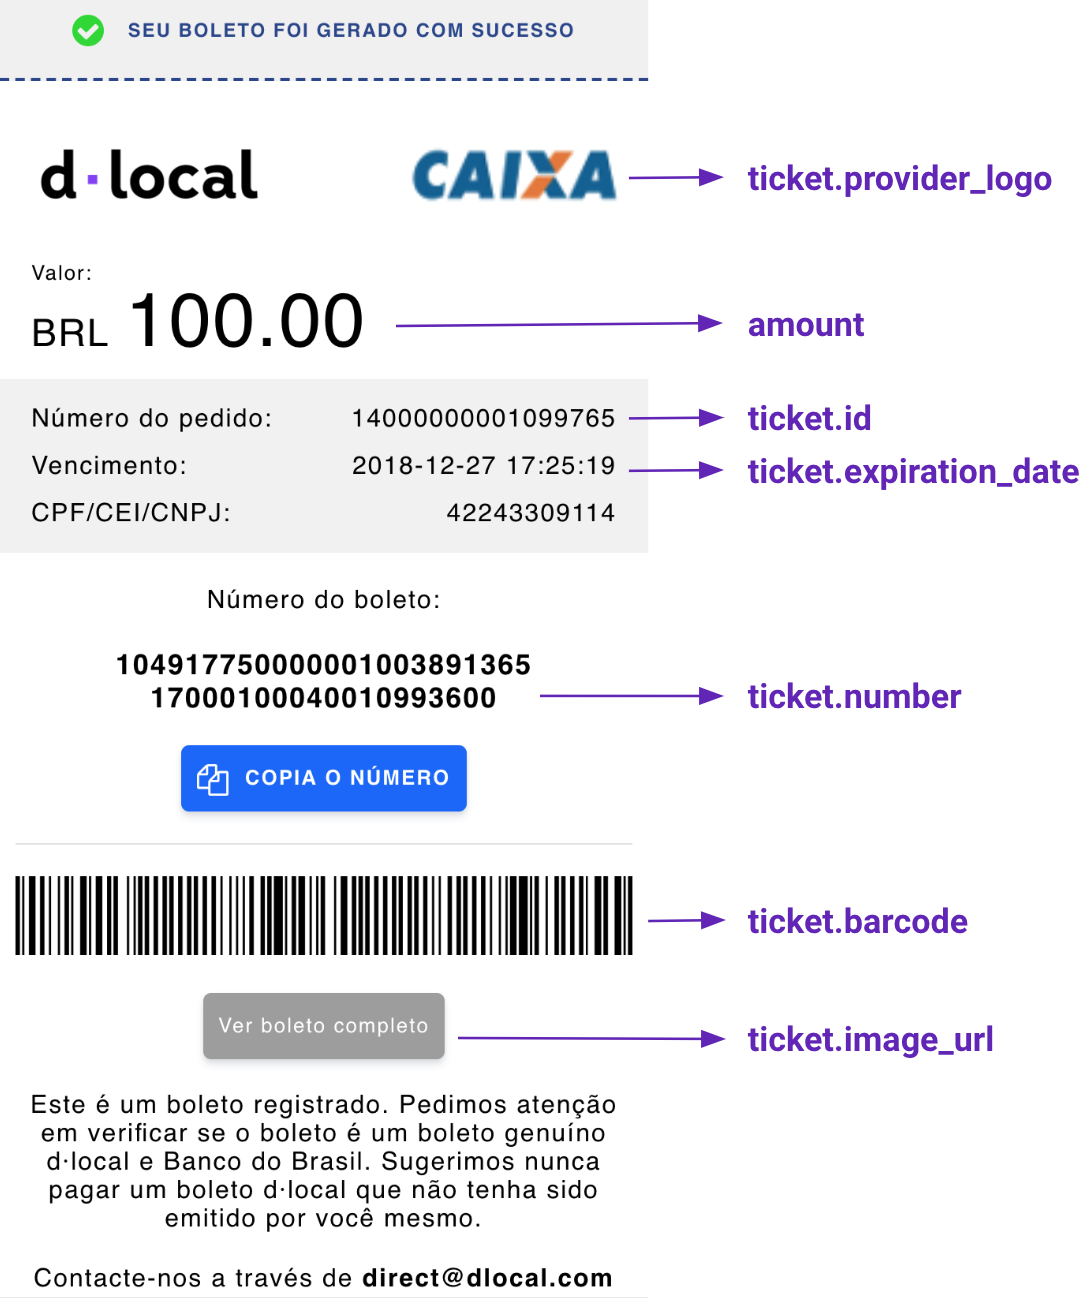 SEU BOLETO FOI GERADO COM SUCESSO
d·local CAIXA ticket.provider_logo
Valor:
BRL 100.00 amount
Número do pedido: 14000000001099765 ticket.id
Vencimento: 2018-12-27 17:25:19 ticket.expiration_date
CPF/CEI/CNPJ: 42243309114
Número do boleto:
1049177500000001003891365
17000100040010993600 ticket.number
COPIA O NÚMERO
ticket.barcode
Ver boleto completo ticket.image_url
Este é um boleto registrado. Pedimos atenção
em verificar se o boleto é um boleto genuíno
d·local e Banco do Brasil. Sugerimos nunca
pagar um boleto d·local que não tenha sido
emitido por você mesmo.
Contacte-nos a través de direct@dlocal.com